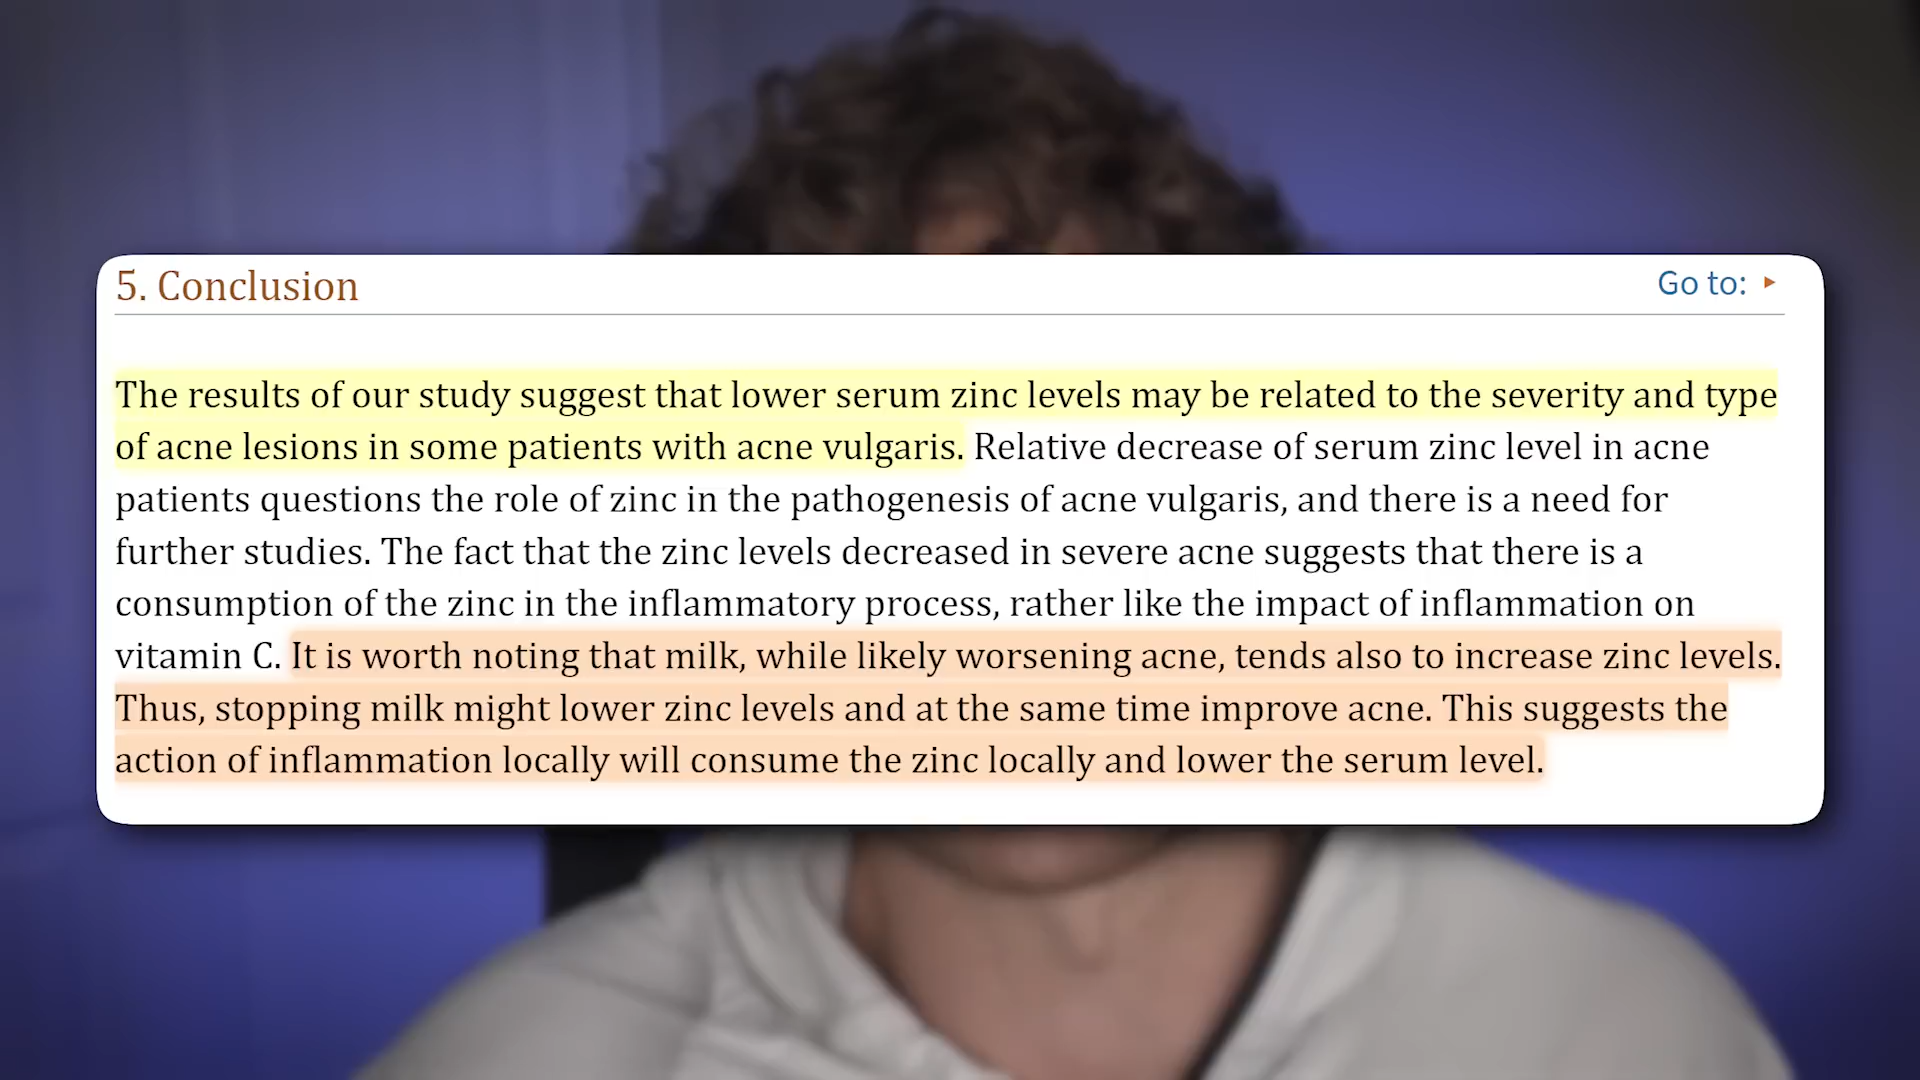 5. Conclusion
Go to:
The results of our study suggest that lower serum zinc levels may be related to the severity and type
of acne lesions in some patients with acne vulgaris. Relative decrease of serum zinc level in acne
patients questions the role of zinc in the pathogenesis of acne vulgaris, and there is a need for
further studies. The fact that the zinc levels decreased in severe acne suggests that there is a
consumption of the zinc in the inflammatory process, rather like the impact of inflammation on
vitamin C. It is worth noting that milk, while likely worsening acne, tends also to increase zinc levels.
Thus, stopping milk might lower zinc levels and at the same time improve acne. This suggests the
action of inflammation locally will consume the zinc locally and lower the serum level.